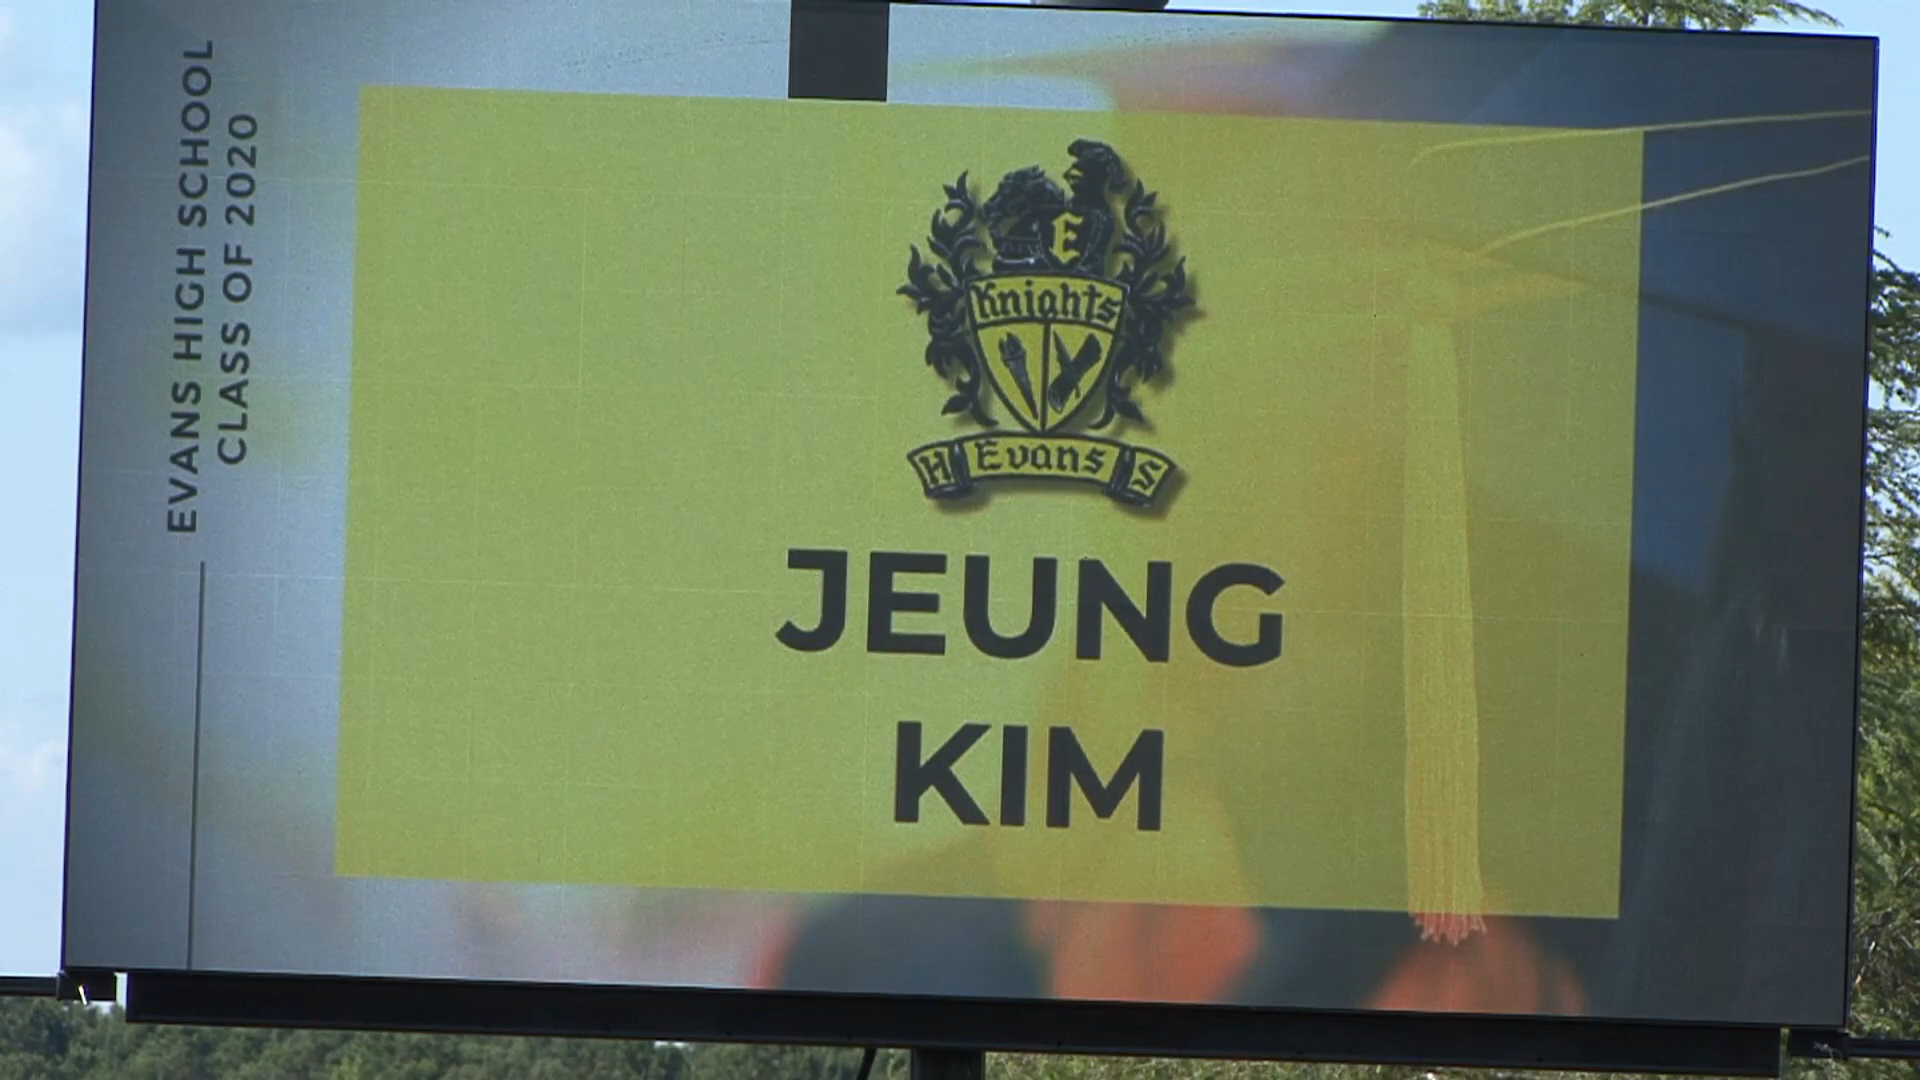 EVANS HIGH SCHOOL
CLASS OF 2020
E
Knights
H Evans S
JEUNG
KIM